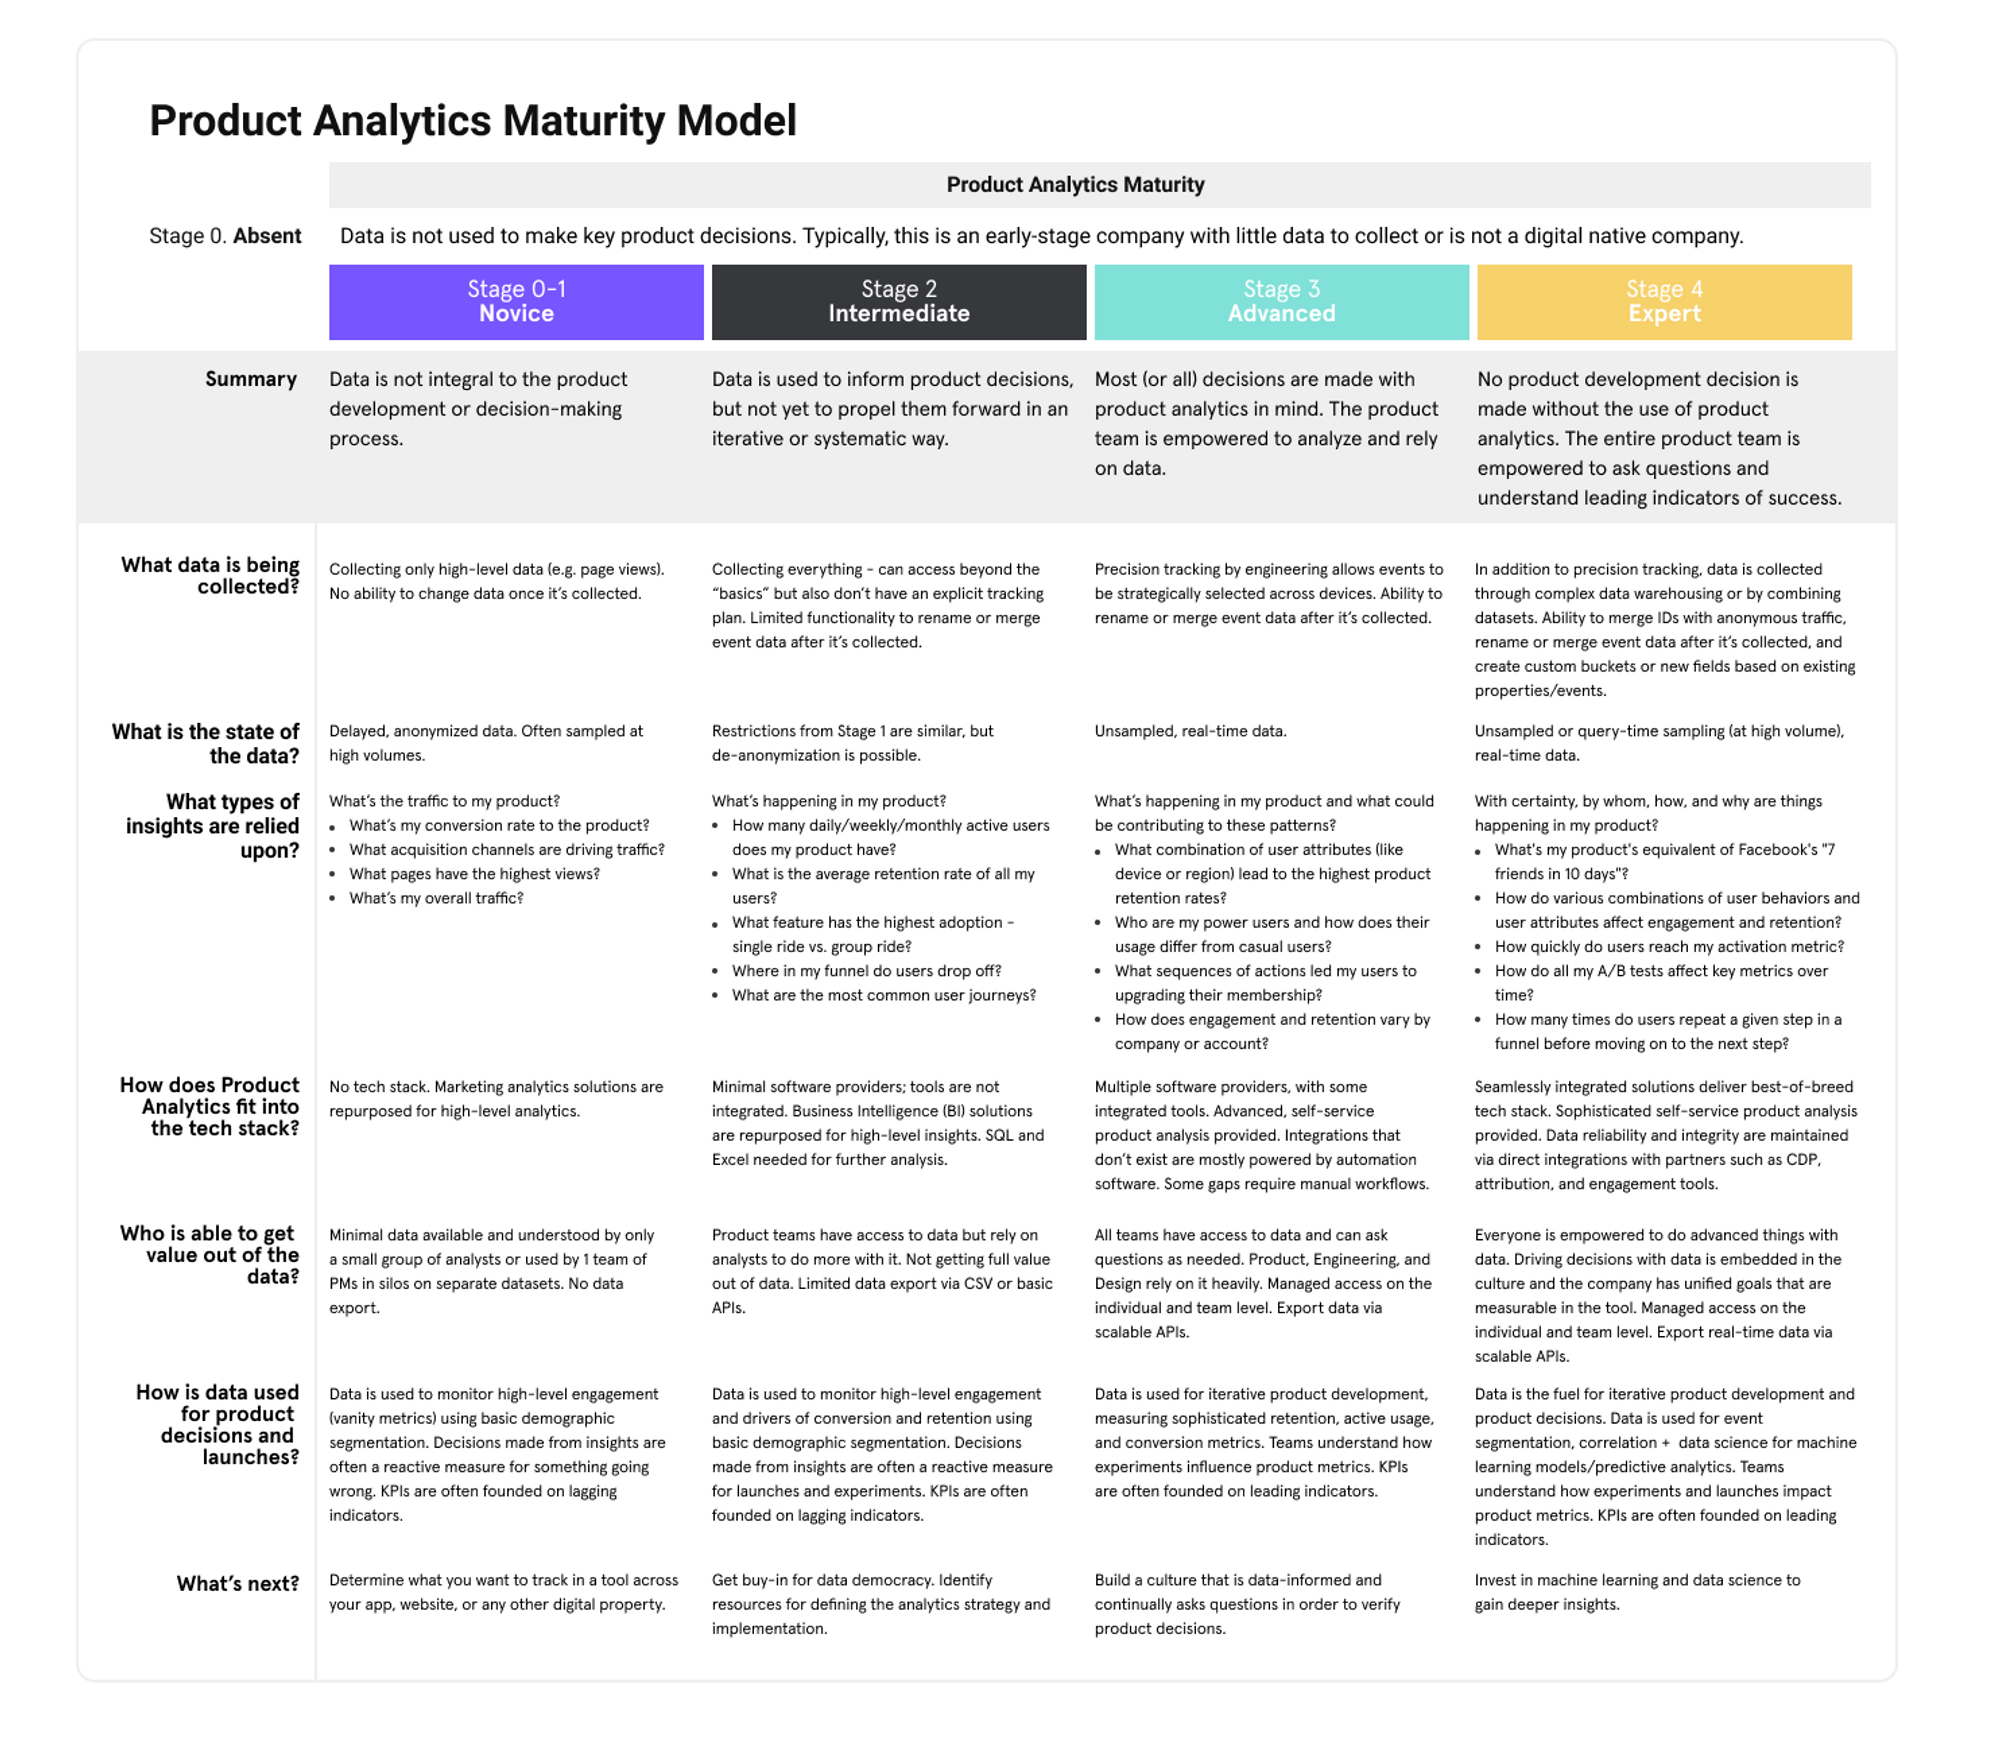 Product Analytics Maturity Model
Product Analytics Maturity
Stage 0. Absent
Data is not used to make key product decisions. Typically, this is an early-stage company with little data to collect or is not a digital native company.
Stage 0-1
Novice
Stage 2
Intermediate
Stage 3
Advanced
Stage 4
Expert
Summary
Data is not integral to the product
development or decision-making
process.
Data is used to inform product decisions,
but not yet to propel them forward in an
iterative or systematic way.
Most (or all) decisions are made with
product analytics in mind. The product
team is empowered to analyze and rely
on data.
No product development decision is
made without the use of product
analytics. The entire product team is
empowered to ask questions and
understand leading indicators of success.
What data is being
collected?
Collecting only high-level data (e.g. page views).
No ability to change data once it’s collected.
Collecting everything - can access beyond the
“basics” but also don’t have an explicit tracking
plan. Limited functionality to rename or merge
event data after it’s collected.
Precision tracking by engineering allows events to
be strategically selected across devices. Ability to
rename or merge event data after it’s collected.
In addition to precision tracking, data is collected
through complex data warehousing or by combining
datasets. Ability to merge IDs with anonymous traffic,
rename or merge event data after it’s collected, and
create custom buckets or new fields based on existing
properties/events.
What is the state of
the data?
Delayed, anonymized data. Often sampled at
high volumes.
Restrictions from Stage 1 are similar, but
de-anonymization is possible.
Unsampled, real-time data.
Unsampled or query-time sampling (at high volume),
real-time data.
What types of
insights are relied
upon?
What’s the traffic to my product?
• What’s my conversion rate to the product?
• What acquisition channels are driving traffic?
• What pages have the highest views?
• What’s my overall traffic?
What’s happening in my product?
• How many daily/weekly/monthly active users
does my product have?
• What is the average retention rate of all my
users?
• What feature has the highest adoption -
single ride vs. group ride?
• Where in my funnel do users drop off?
• What are the most common user journeys?
What’s happening in my product and what could
be contributing to these patterns?
• What combination of user attributes (like
device or region) lead to the highest product
retention rates?
• Who are my power users and how does their
usage differ from casual users?
• What sequences of actions led my users to
upgrading their membership?
• How does engagement and retention vary by
company or account?
With certainty, by whom, how, and why are things
happening in my product?
• What's my product's equivalent of Facebook's "7
friends in 10 days"?
• How do various combinations of user behaviors and
user attributes affect engagement and retention?
• How quickly do users reach my activation metric?
• How do all my A/B tests affect key metrics over
time?
• How many times do users repeat a given step in a
funnel before moving on to the next step?
How does Product
Analytics fit into
the tech stack?
No tech stack. Marketing analytics solutions are
repurposed for high-level analytics.
Minimal software providers; tools are not
integrated. Business Intelligence (BI) solutions
are repurposed for high-level insights. SQL and
Excel needed for further analysis.
Multiple software providers, with some
integrated tools. Advanced, self-service
product analysis provided. Integrations that
don’t exist are mostly powered by automation
software. Some gaps require manual workflows.
Seamlessly integrated solutions deliver best-of-breed
tech stack. Sophisticated self-service product analysis
provided. Data reliability and integrity are maintained
via direct integrations with partners such as CDP,
attribution, and engagement tools.
Who is able to get
value out of the
data?
Minimal data available and understood by only
a small group of analysts or used by 1 team of
PMs in silos on separate datasets. No data
export.
Product teams have access to data but rely on
analysts to do more with it. Not getting full value
out of data. Limited data export via CSV or basic
APIs.
All teams have access to data and can ask
questions as needed. Product, Engineering, and
Design rely on it heavily. Managed access on the
individual and team level. Export data via
scalable APIs.
Everyone is empowered to do advanced things with
data. Driving decisions with data is embedded in the
culture and the company has unified goals that are
measurable in the tool. Managed access on the
individual and team level. Export real-time data via
scalable APIs.
How is data used
for product
decisions and
launches?
Data is used to monitor high-level engagement
(vanity metrics) using basic demographic
segmentation. Decisions made from insights are
often a reactive measure for something going
wrong. KPIs are often founded on lagging
indicators.
Data is used to monitor high-level engagement
and drivers of conversion and retention using
basic demographic segmentation. Decisions
made from insights are often a reactive measure
for launches and experiments. KPIs are often
founded on lagging indicators.
Data is used for iterative product development,
measuring sophisticated retention, active usage,
and conversion metrics. Teams understand how
experiments influence product metrics. KPIs
are often founded on leading indicators.
Data is the fuel for iterative product development and
product decisions. Data is used for event
segmentation, correlation + data science for machine
learning models/predictive analytics. Teams
understand how experiments and launches impact
product metrics. KPIs are often founded on leading
indicators.
What’s next?
Determine what you want to track in a tool across
your app, website, or any other digital property.
Get buy-in for data democracy. Identify
resources for defining the analytics strategy and
implementation.
Build a culture that is data-informed and
continually asks questions in order to verify
product decisions.
Invest in machine learning and data science to
gain deeper insights.